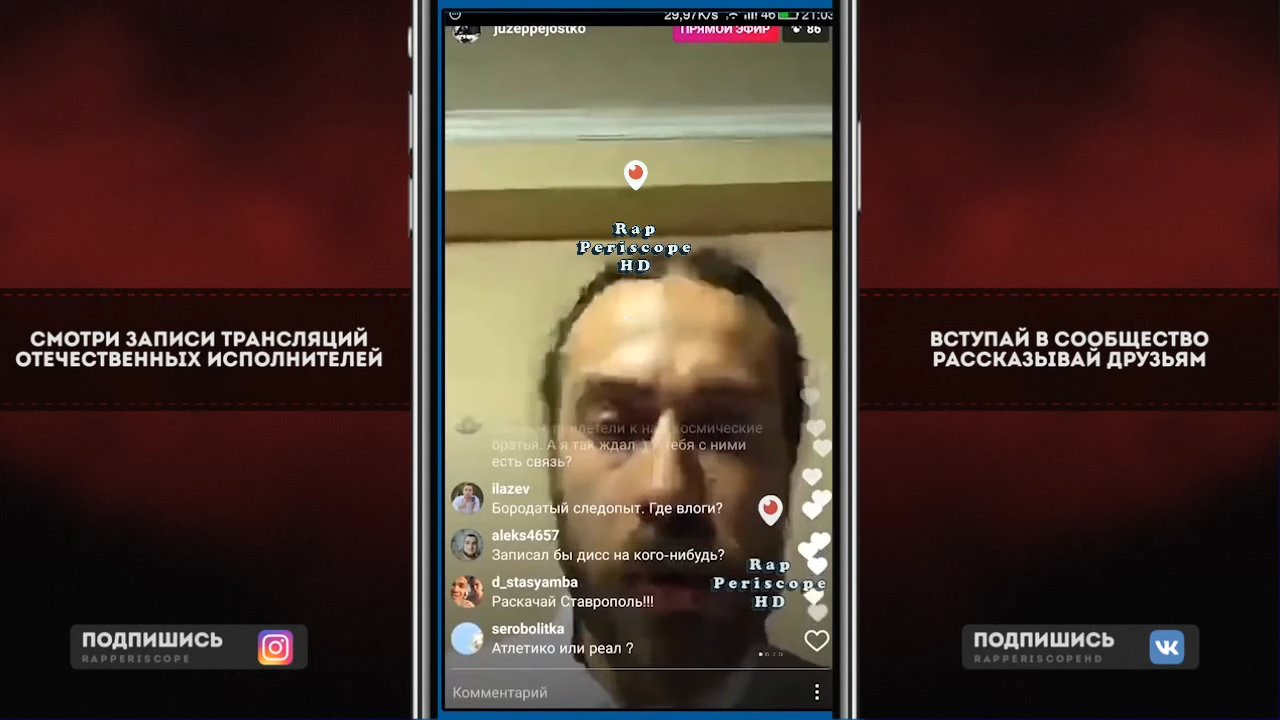 29,97K/s
46
21:03
juzeppejostko
ПРЯМОЙ ЭФИР
86
Rap
Periscope
HD
СМОТРИ ЗАПИСИ ТРАНСЛЯЦИЙ
ОТЕЧЕСТВЕННЫХ ИСПОЛНИТЕЛЕЙ
ВСТУПАЙ В СООБЩЕСТВО
РАССКАЗЫВАЙ ДРУЗЬЯМ
к нам космические
братья. А я так ждал
тебя с ними
есть связь?
ilazev
Бородатый следопыт. Где влоги?
aleks4657
Записал бы дисс на кого-нибудь?
d_stasyamba
Раскачай Ставрополь!!!
serobolitka
Атлетико или реал ?
Rap
Periscope
HD
Комментарий
ПОДПИШИСЬ
RAPPERISCOPE
ПОДПИШИСЬ
RAPPERISCOPEHD